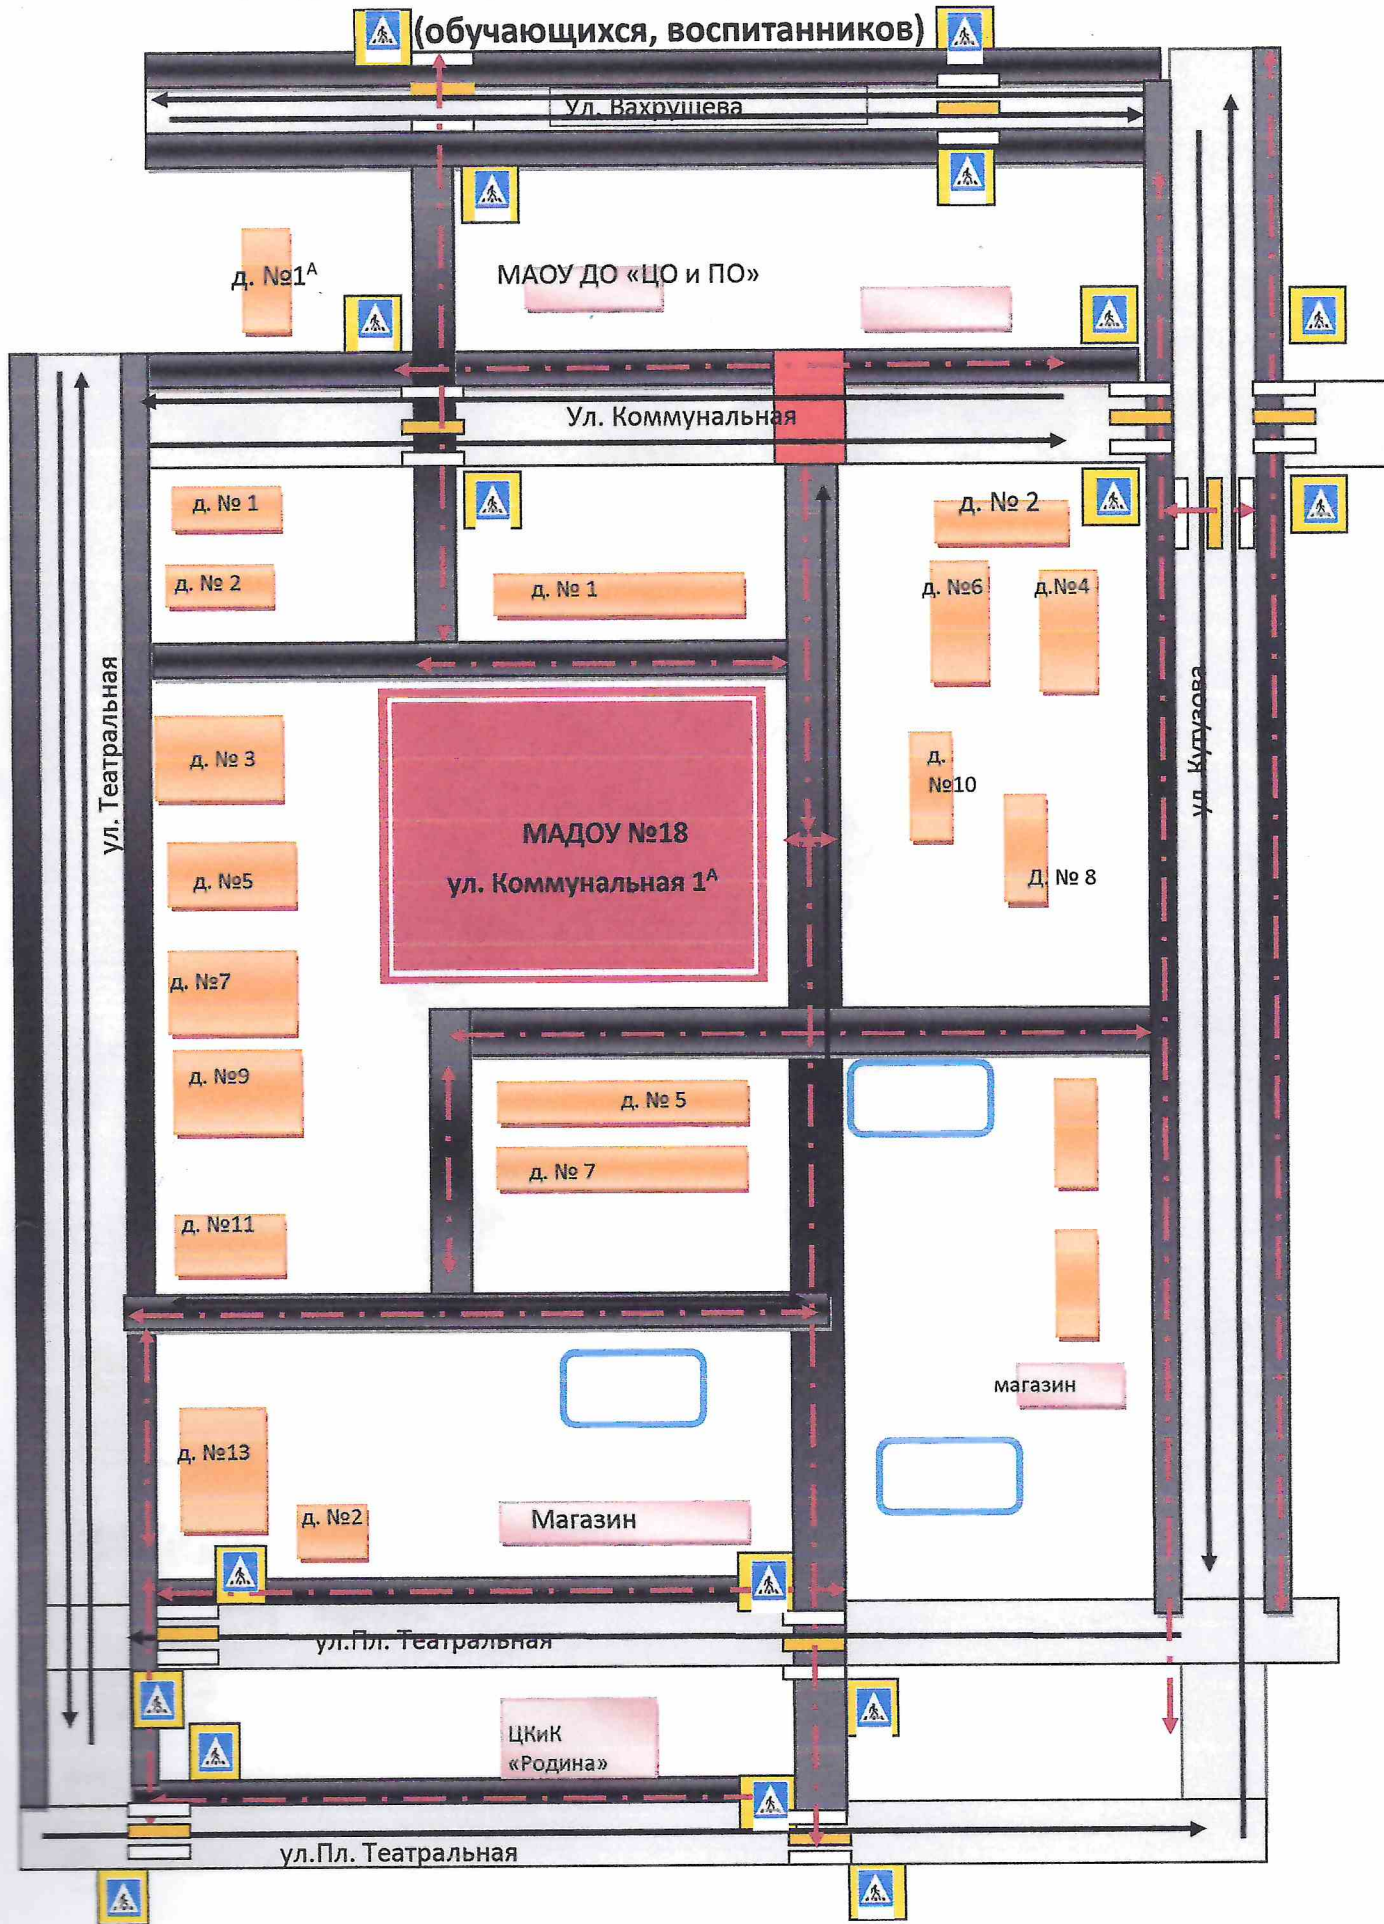 (обучающихся, воспитанников)
Ул. Вахрушева
д. №1А
МАОУ ДО «ЦО и ПО»
Ул. Коммунальная
д. № 1
д. № 2
д. № 2
д. № 1
д. №6
д.№4
ул. Театральная
ул. Кутузова
д. № 3
д.
№10
МАДОУ №18
ул. Коммунальная 1А
д. №5
Д. № 8
д. №7
д. №9
д. № 5
д. № 7
д. №11
магазин
д. №13
д. №2
Магазин
ул.Пл. Театральная
ЦКиК
«Родина»
ул.Пл. Театральная